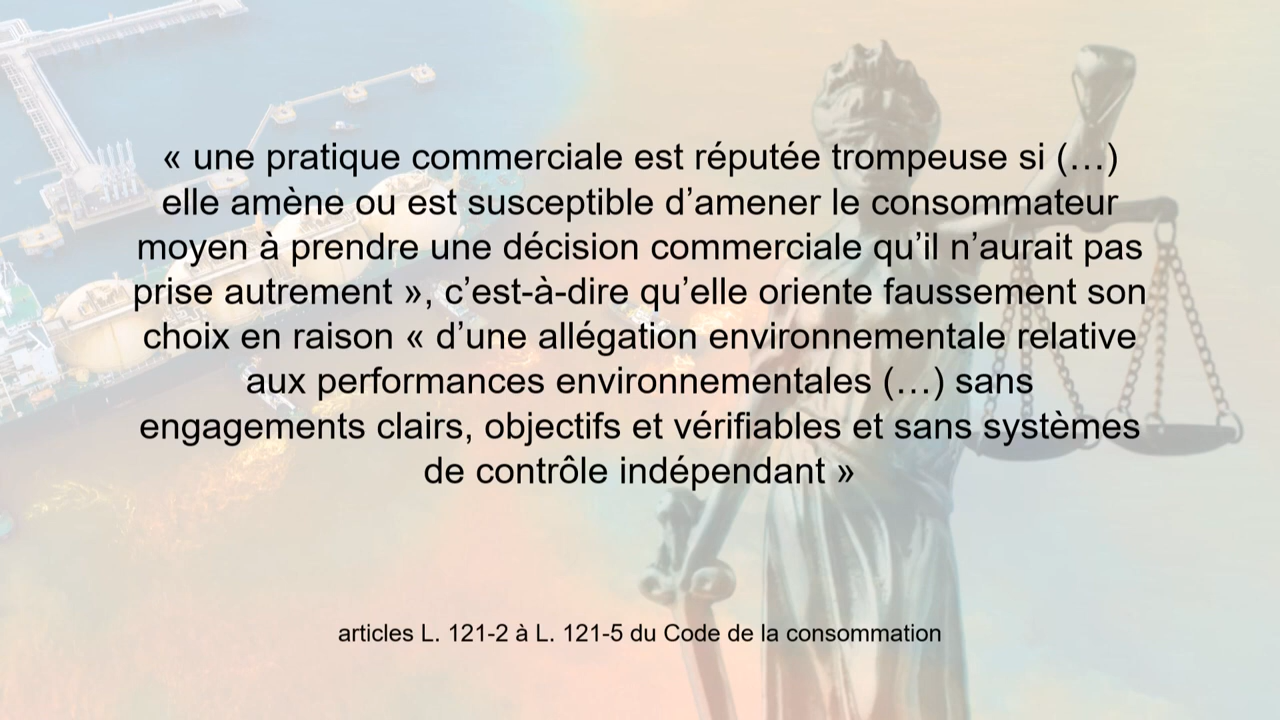 « une pratique commerciale est réputée trompeuse si (…)
elle amène ou est susceptible d’amener le consommateur
moyen à prendre une décision commerciale qu’il n’aurait pas
prise autrement », c’est-à-dire qu’elle oriente faussement son
choix en raison « d’une allégation environnementale relative
aux performances environnementales (…) sans
engagements clairs, objectifs et vérifiables et sans systèmes
de contrôle indépendant »
articles L. 121-2 à L. 121-5 du Code de la consommation